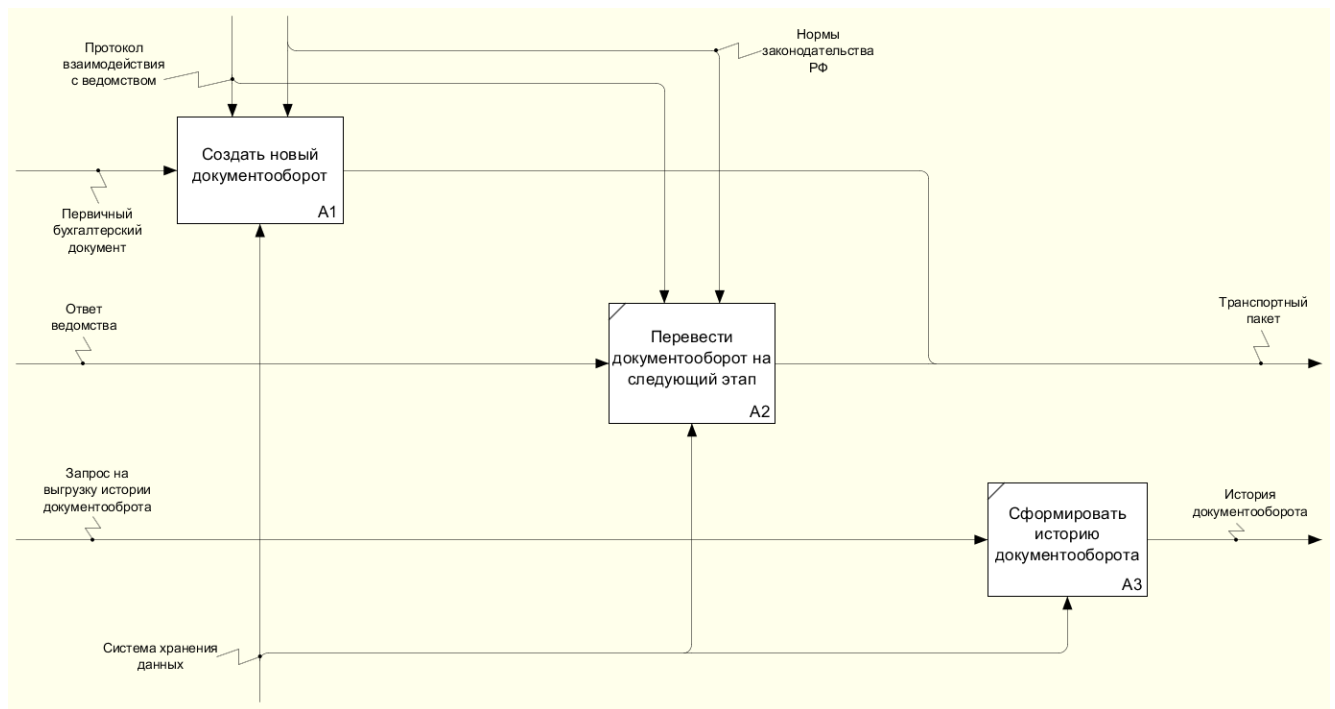 Протокол
взаимодействия
с ведомством
Нормы
законодательства
РФ
Создать новый
документооборот
A1
Первичный
бухгалтерский
документ
Ответ
ведомства
Перевести
документооборот на
следующий этап
A2
Транспортный
пакет
Запрос на
выгрузку истории
документооброта
Сформировать
историю
документооборота
A3
История
документооборота
Система хранения
данных